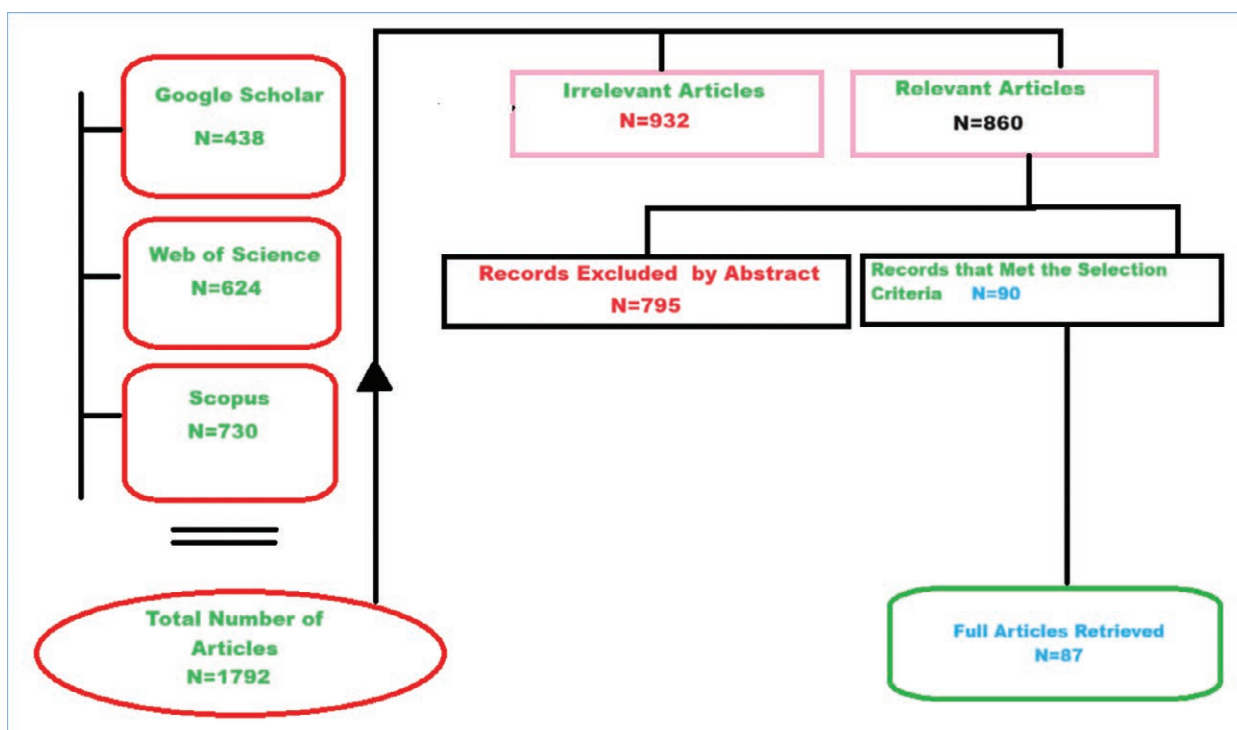 Google Scholar
N=438
Web of Science
N=624
Scopus
N=730
Total Number of
Articles
N=1792
Irrelevant Articles
N=932
Relevant Articles
N=860
Records Excluded by Abstract
N=795
Records that Met the Selection
Criteria N=90
Full Articles Retrieved
N=87